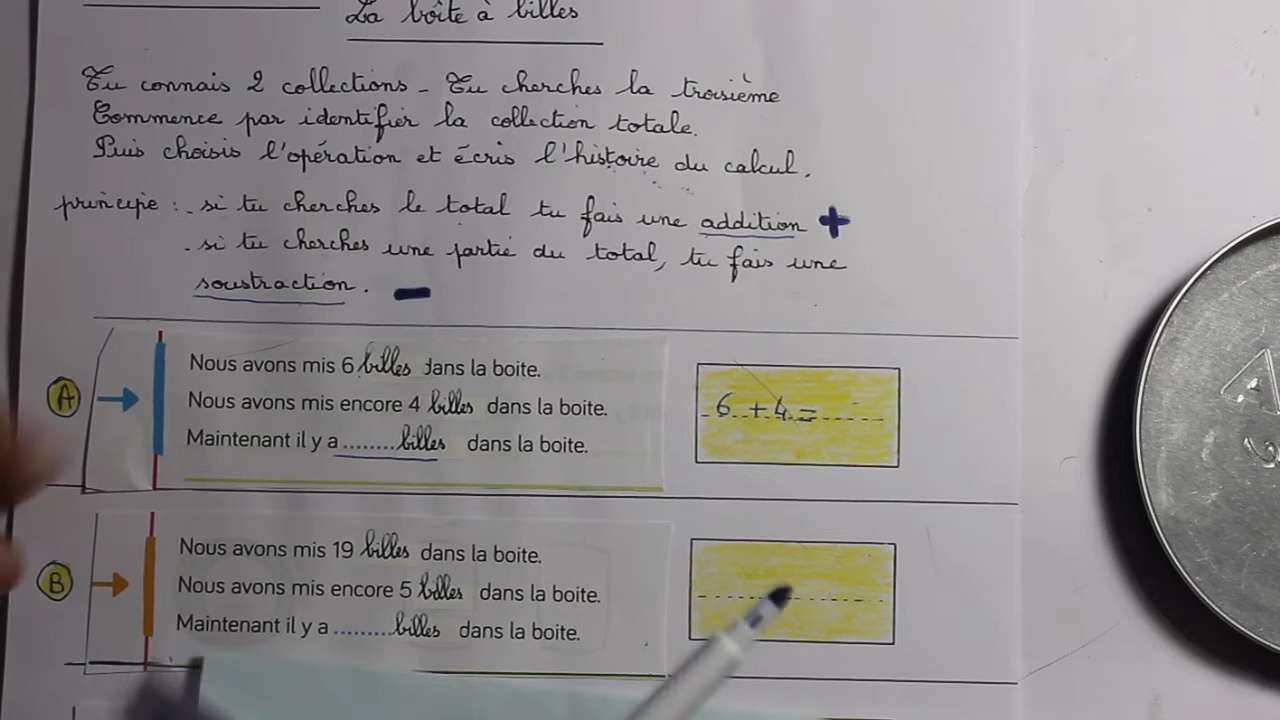 La boîte à billes
Tu connais 2 collections - Tu cherches la troisième
Commence par identifier la collection totale.
Puis choisis l'opération et écris l'histoire du calcul.
principe : . si tu cherches le total tu fais une addition +
. si tu cherches une partie du total, tu fais une
soustraction. -
A
Nous avons mis 6 billes dans la boite.
Nous avons mis encore 4 billes dans la boite.
Maintenant il y a ........ billes dans la boite.
6 + 4 =
B
Nous avons mis 19 billes dans la boite.
Nous avons mis encore 5 billes dans la boite.
Maintenant il y a ......... billes dans la boite.